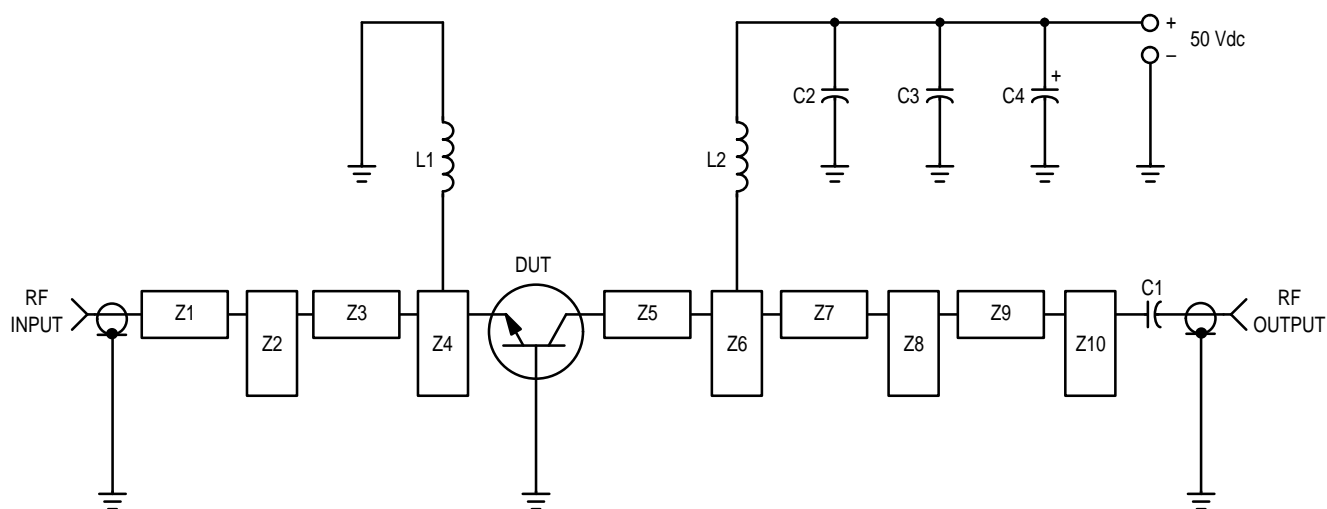 +
50 Vdc
–
C2
C3
C4
+
L1
L2
DUT
RF
INPUT
Z1
Z2
Z3
Z4
Z5
Z6
Z7
Z8
Z9
Z10
C1
RF
OUTPUT